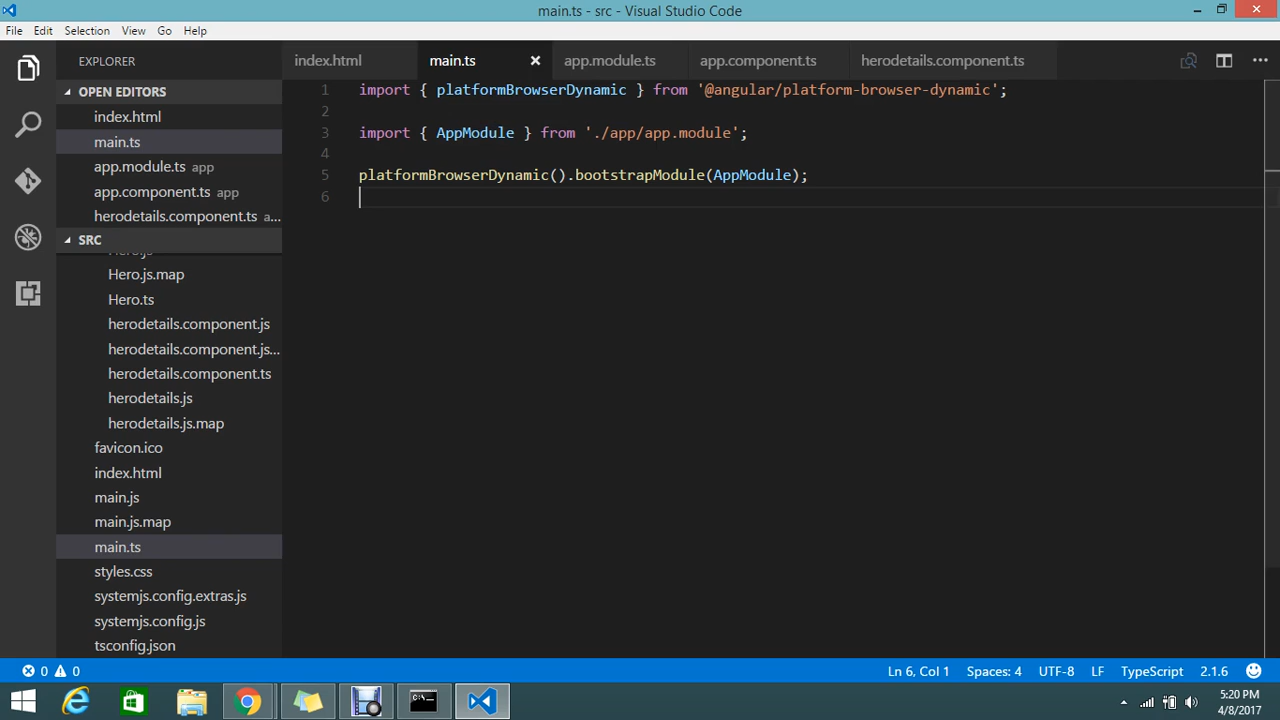 main.ts - src - Visual Studio Code
File Edit Selection View Go Help
EXPLORER
index.html
main.ts
app.module.ts
app.component.ts
herodetails.component.ts
OPEN EDITORS
index.html
main.ts
app.module.ts app
app.component.ts app
herodetails.component.ts a...
SRC
Hero.js
Hero.js.map
Hero.ts
herodetails.component.js
herodetails.component.js...
herodetails.component.ts
herodetails.js
herodetails.js.map
favicon.ico
index.html
main.js
main.js.map
main.ts
styles.css
systemjs.config.extras.js
systemjs.config.js
tsconfig.json
1 import { platformBrowserDynamic } from '@angular/platform-browser-dynamic';
2
3 import { AppModule } from './app/app.module';
4
5 platformBrowserDynamic().bootstrapModule(AppModule);
6
0 0
Ln 6, Col 1 Spaces: 4 UTF-8 LF TypeScript 2.1.6
5:20 PM
4/8/2017